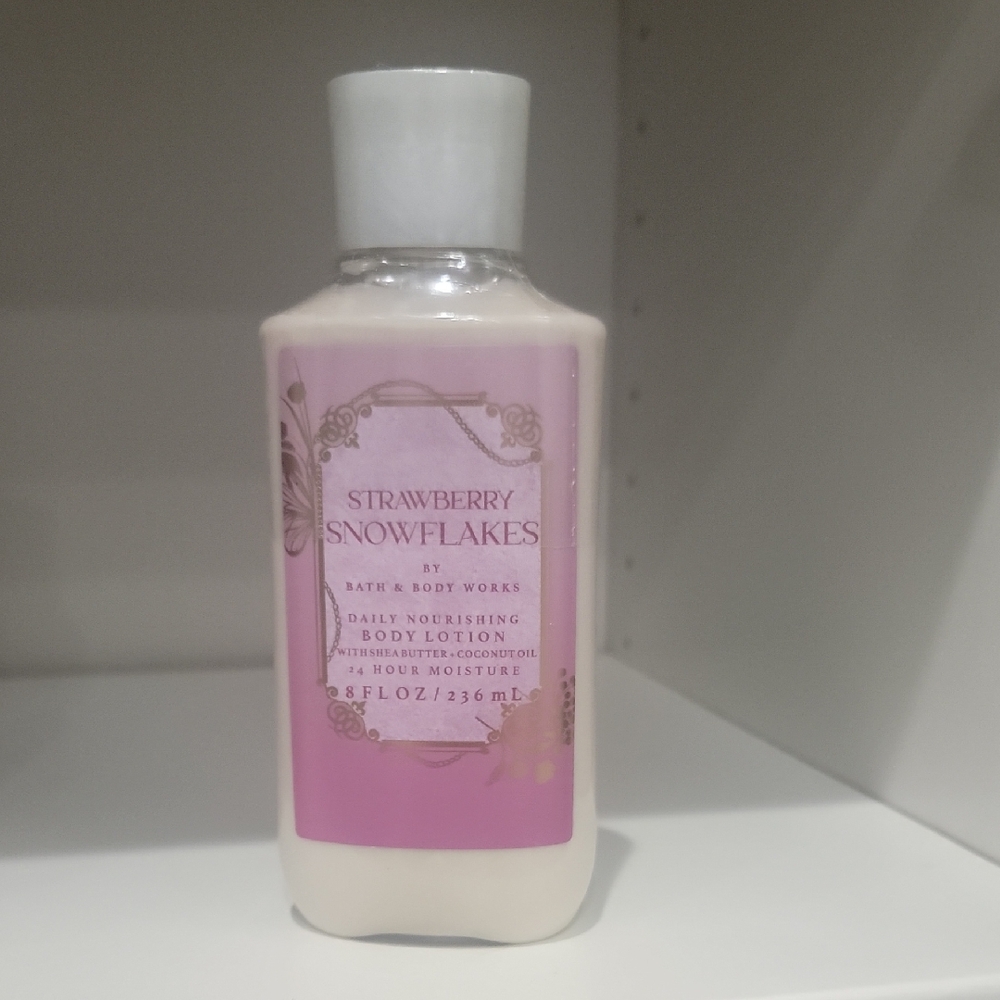 STRAWBERRY
SNOWFLAKES
BY
BATH & BODY WORKS
DAILY NOURISHING
BODY LOTION
WITH SHEA BUTTER + COCONUT OIL
24 HOUR MOISTURE
8 FL OZ / 236 mL